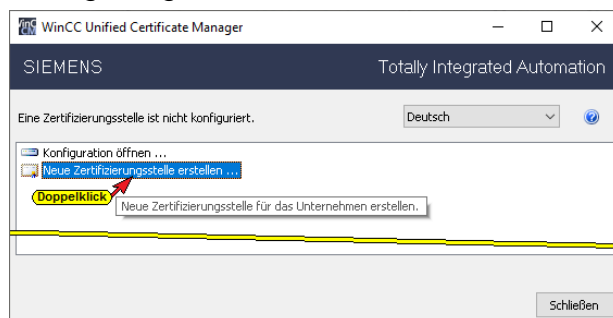 WinCC Unified Certificate Manager
SIEMENS Totally Integrated Automation
Eine Zertifizierungsstelle ist nicht konfiguriert. Deutsch
Konfiguration öffnen ...
Neue Zertifizierungsstelle erstellen ...
Doppelklick
Neue Zertifizierungsstelle für das Unternehmen erstellen.
Schließen